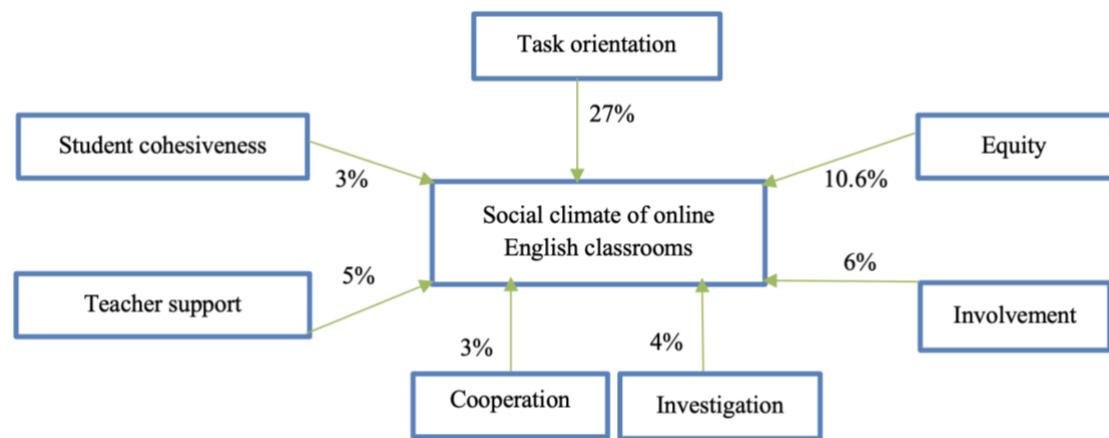 Task orientation
27%
Student cohesiveness
Equity
3%
10.6%
Social climate of online
English classrooms
5%
6%
Teacher support
Involvement
3%
4%
Cooperation
Investigation